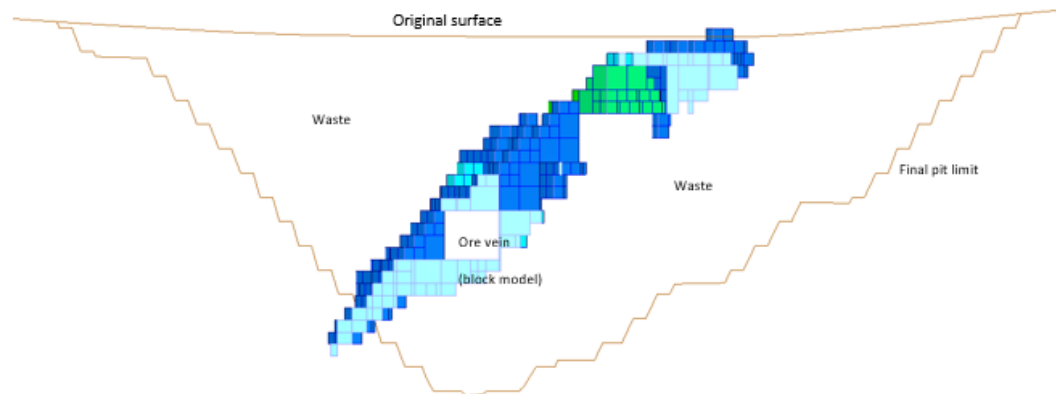 Original surface
Waste
Final pit limit
Waste
Ore vein
(block model)